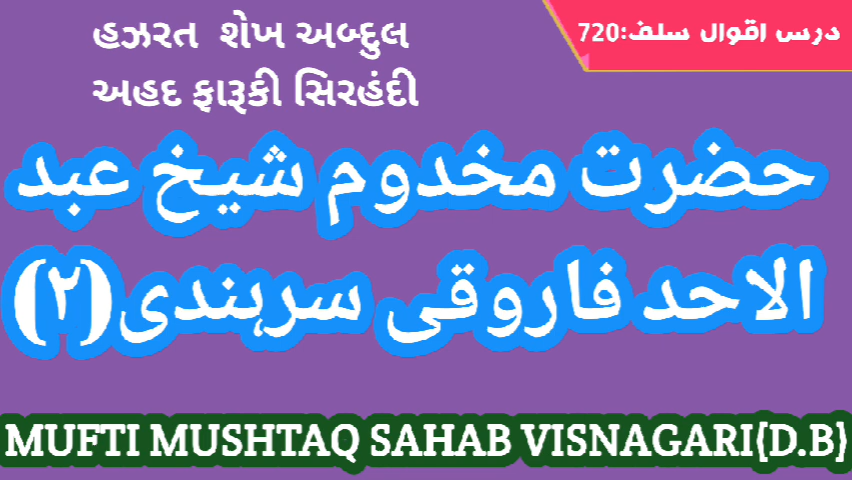 درس اقوال سلف:720
હઝરત શેખ અબ્દુલ
અહદ ફારૂકી સિરહંદી
حضرت مخدوم شیخ عبد
الاحد فاروقی سرہندی(۲)
MUFTI MUSHTAQ SAHAB VISNAGARI{D.B}